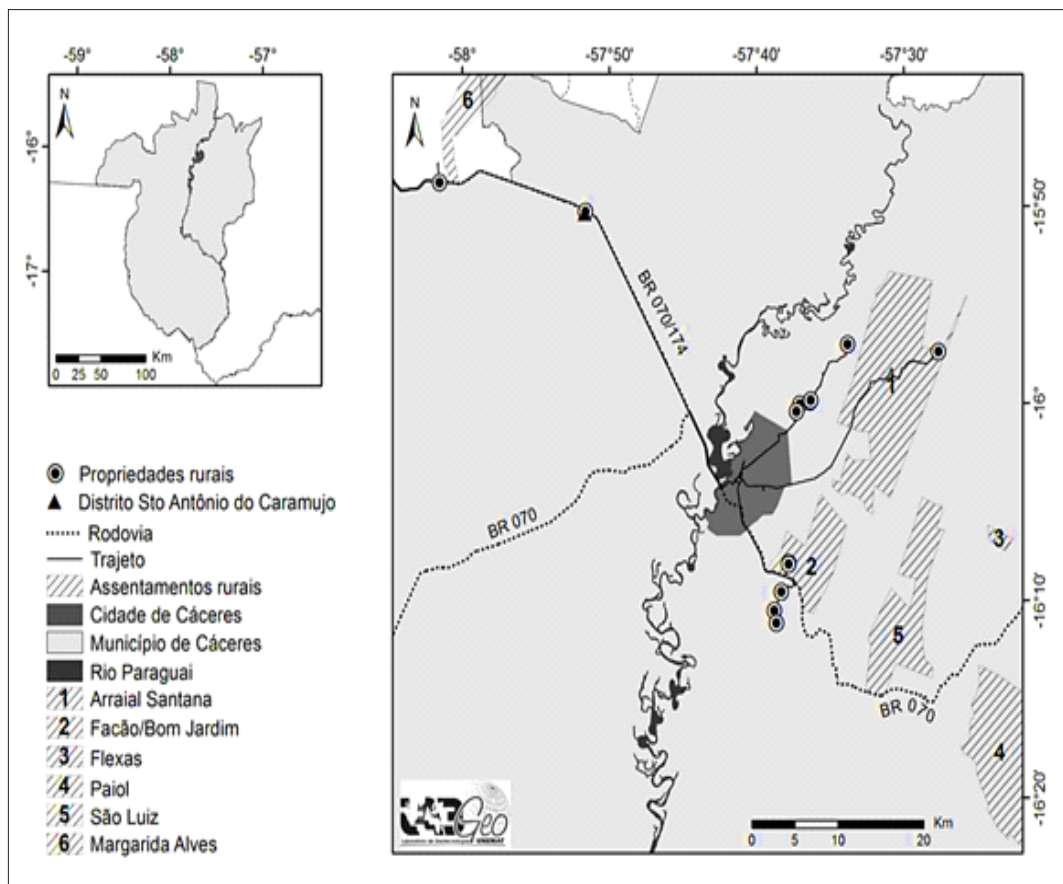 -59°
-58°
-57°
N
-16°
-17°
Km
0 25 50 100
Propriedades rurais
Distrito Sto Antônio do Caramujo
Rodovia
Trajeto
Assentamentos rurais
Cidade de Cáceres
Município de Cáceres
Rio Paraguai
1 Arraial Santana
2 Facão/Bom Jardim
3 Flexas
4 Paiol
5 São Luiz
6 Margarida Alves
-58°
-57°50'
-57°40'
-57°30'
N
6
-15°50'
BR 070/174
1
-16°
BR 070
3
2
-16°10'
5
BR 070
4
-16°20'
Geo
UNEMAT
Km
0 5 10 20